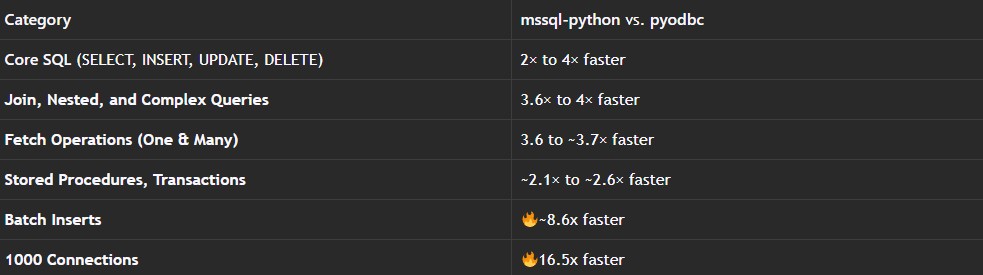 Category mssql-python vs. pyodbc
Core SQL (SELECT, INSERT, UPDATE, DELETE) 2× to 4× faster
Join, Nested, and Complex Queries 3.6× to 4× faster
Fetch Operations (One & Many) 3.6 to ~3.7× faster
Stored Procedures, Transactions ~2.1× to ~2.6× faster
Batch Inserts 🔥~8.6x faster
1000 Connections 🔥16.5x faster